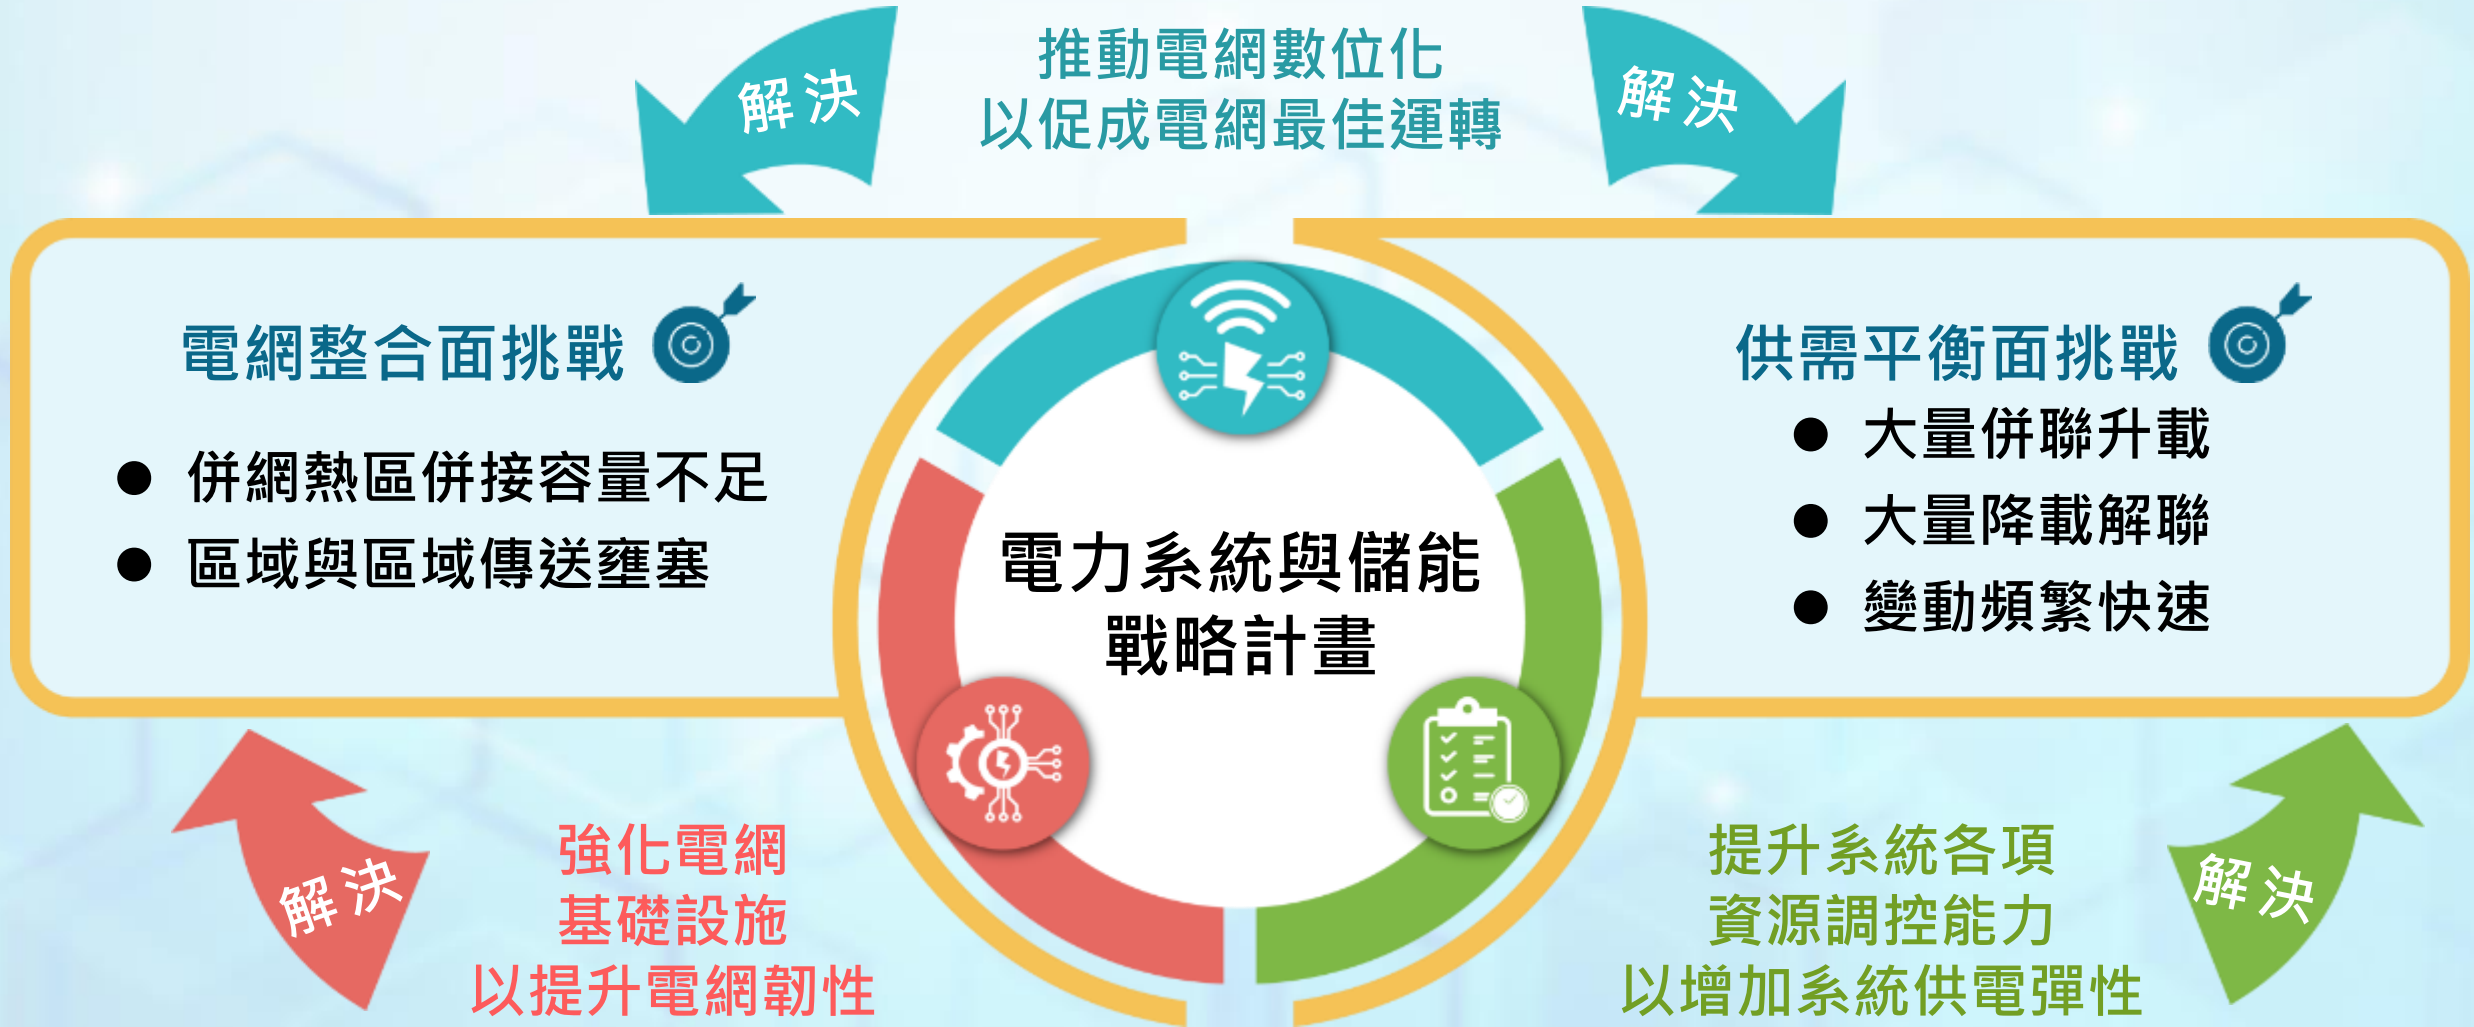 推動電網數位化
以促成電網最佳運轉
解決
解決
電網整合面挑戰
● 併網熱區併接容量不足
● 區域與區域傳送壅塞
電力系統與儲能
戰略計畫
供需平衡面挑戰
● 大量併聯升載
● 大量降載解聯
● 變動頻繁快速
解決
強化電網
基礎設施
以提升電網韌性
提升系統各項
資源調控能力
以增加系統供電彈性
解決